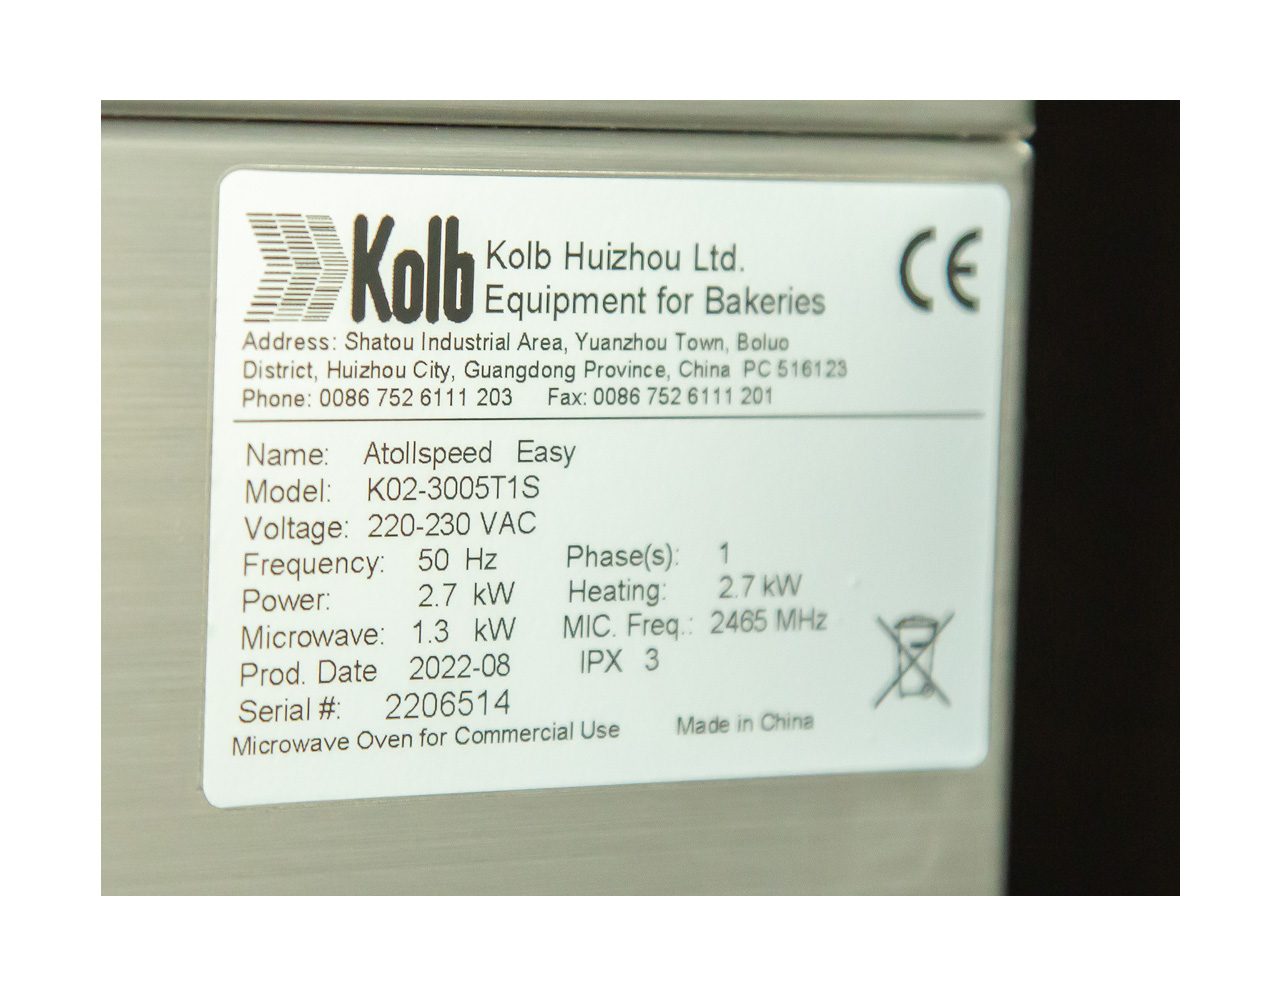 Kolb
Kolb Huizhou Ltd.
Equipment for Bakeries
CE
Address: Shatou Industrial Area, Yuanzhou Town, Boluo
District, Huizhou City, Guangdong Province, China PC 516123
Phone: 0086 752 6111 203 Fax: 0086 752 6111 201
Name: Atollspeed Easy
Model: K02-3005T1S
Voltage: 220-230 VAC
Frequency: 50 Hz Phase(s): 1
Power: 2.7 kW Heating: 2.7 kW
Microwave: 1.3 kW MIC. Freq.: 2465 MHz
Prod. Date 2022-08 IPX 3
Serial #: 2206514
Microwave Oven for Commercial Use Made in China